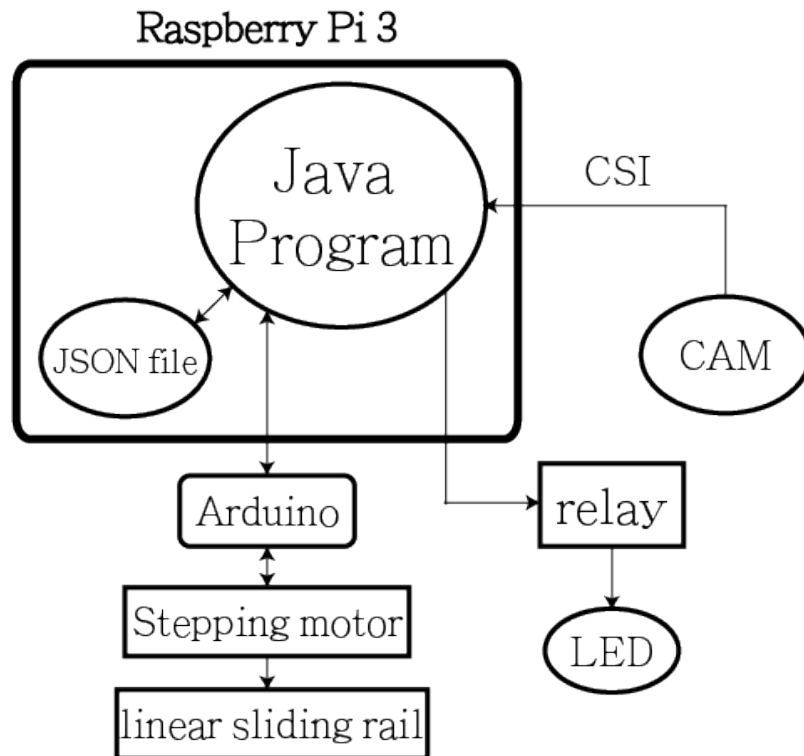 Raspberry Pi 3
Java
Program
CSI
JSON file
CAM
Arduino
relay
Stepping motor
LED
linear sliding rail